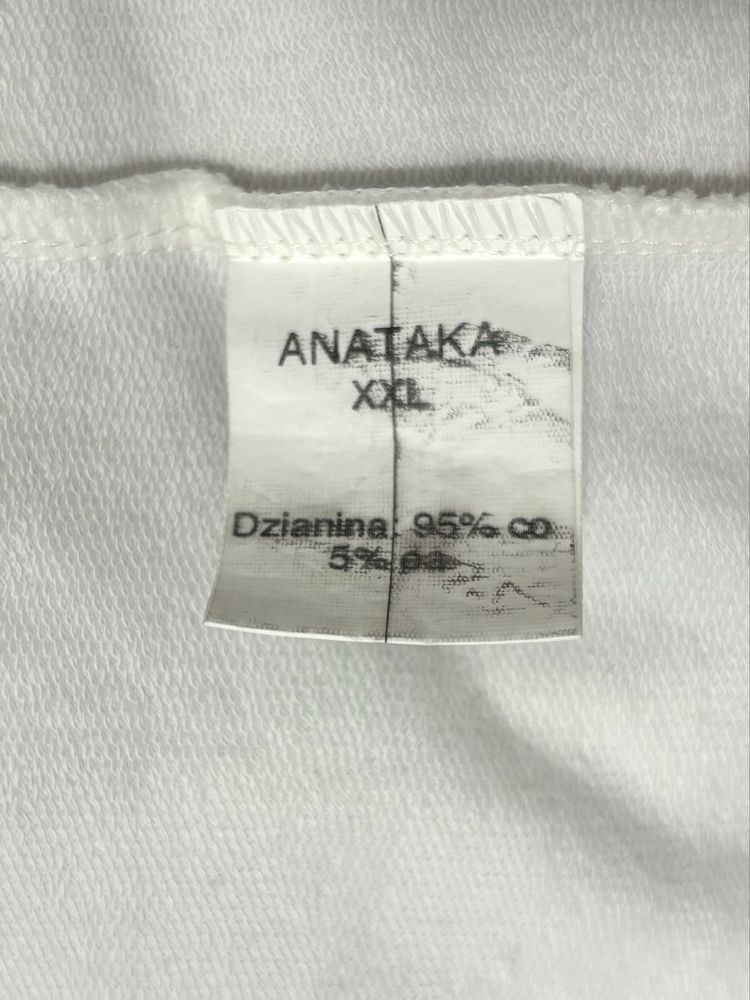 ANATAKA
XXL
Dzianina: 95% co
5% ea